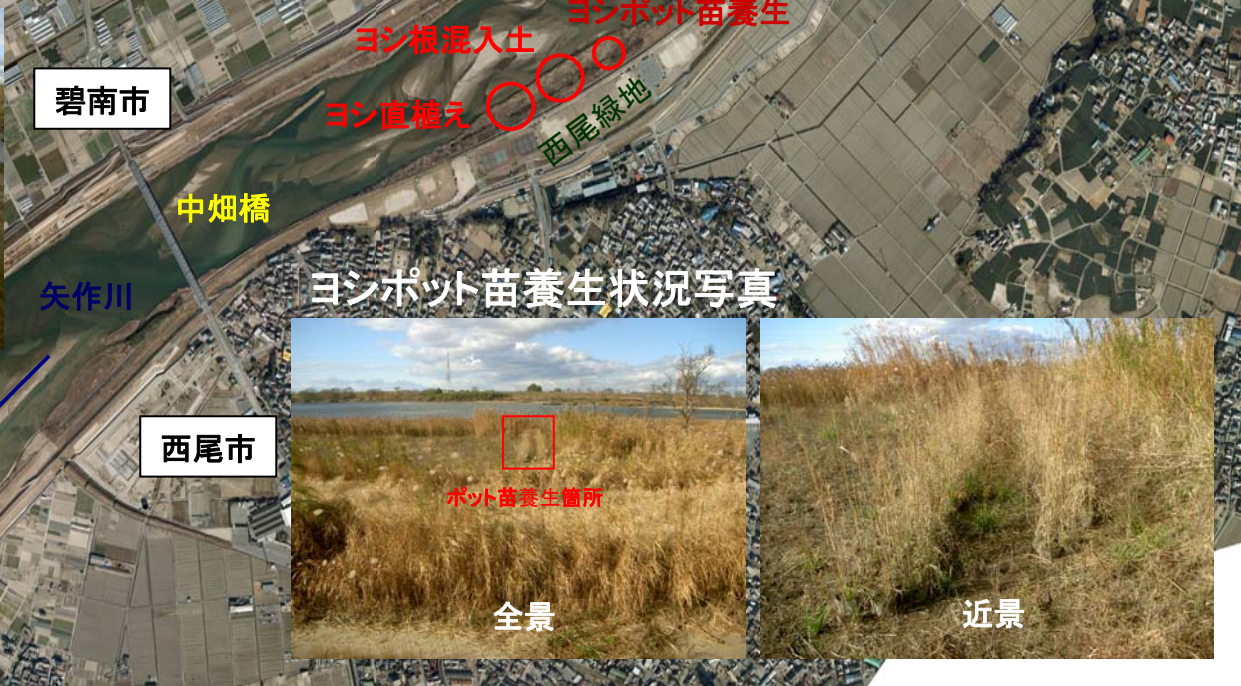 ヨシポット苗養生
ヨシ根混入土
ヨシ直植え
西尾緑地
碧南市
中畑橋
矢作川
ヨシポット苗養生状況写真
西尾市
ポット苗養生箇所
全景
近景